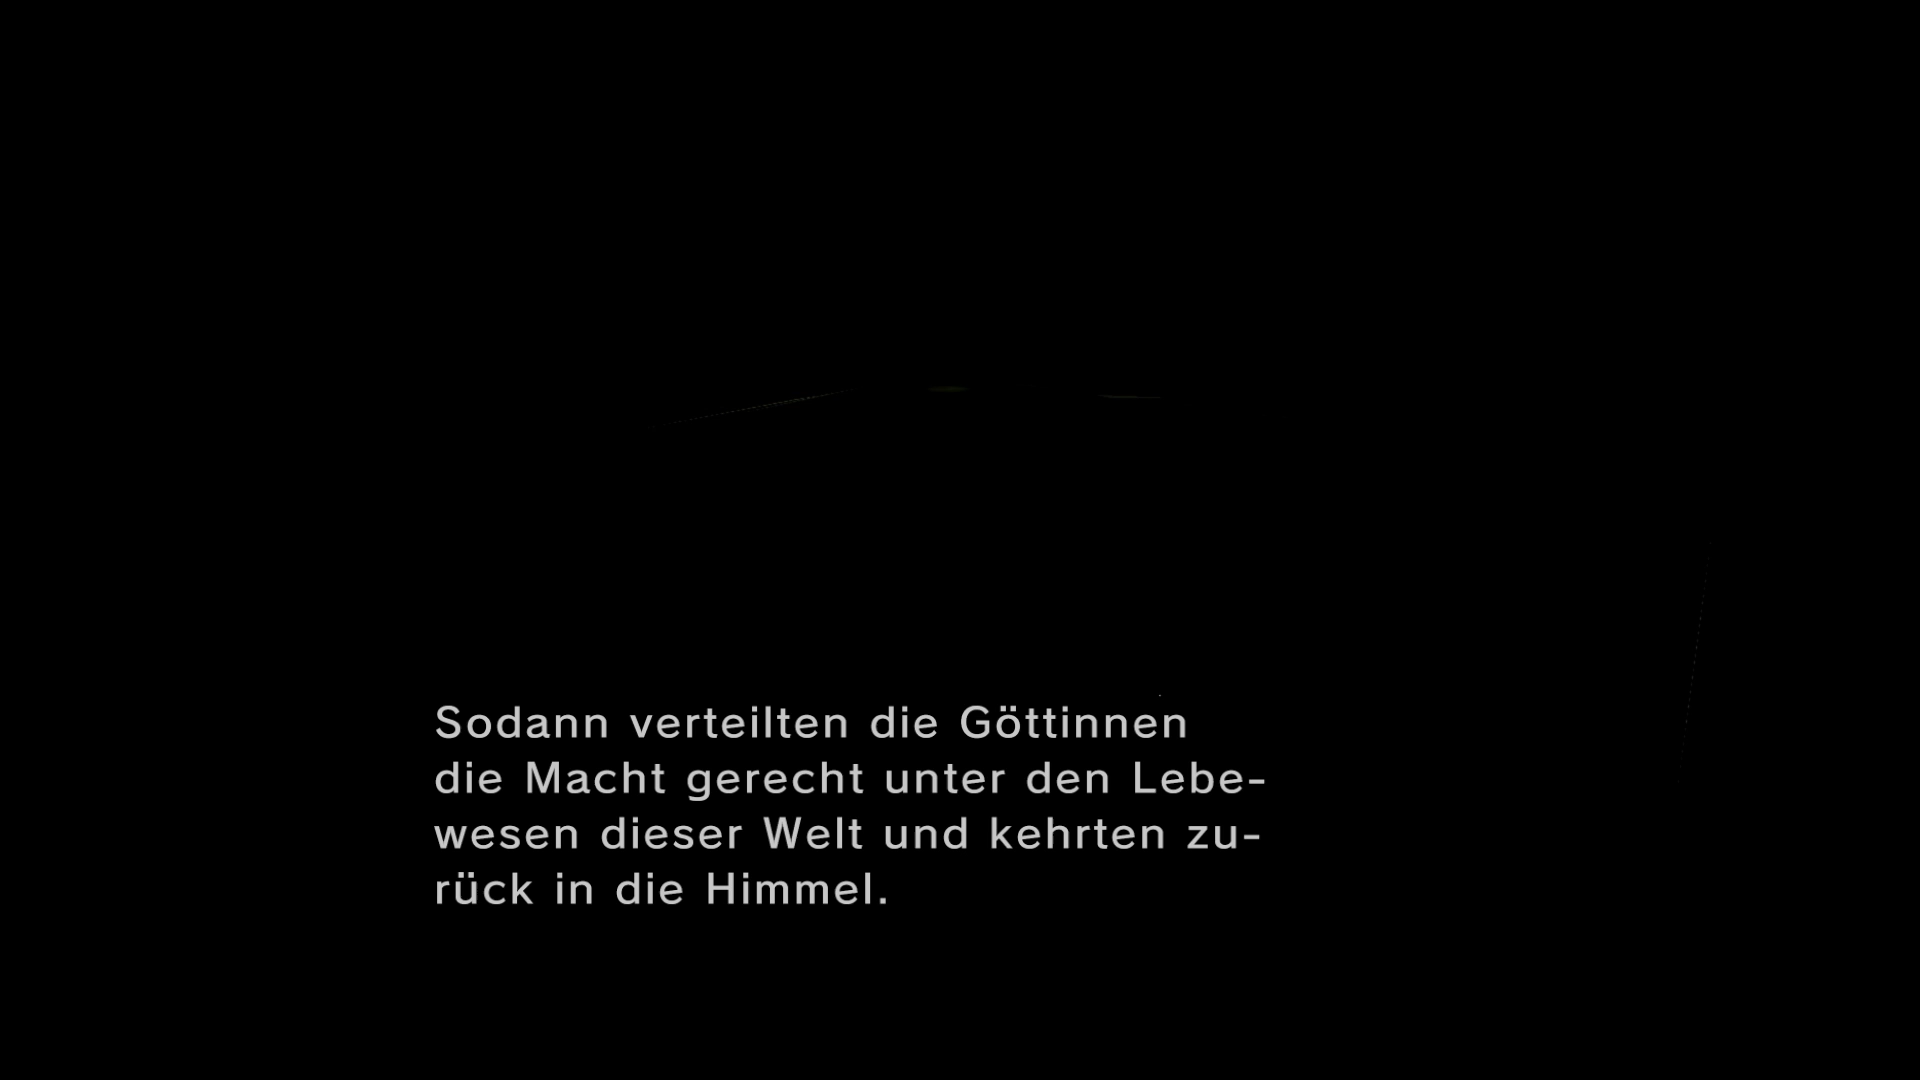 Sodann verteilten die Göttinnen
die Macht gerecht unter den Lebe-
wesen dieser Welt und kehrten zu-
rück in die Himmel.